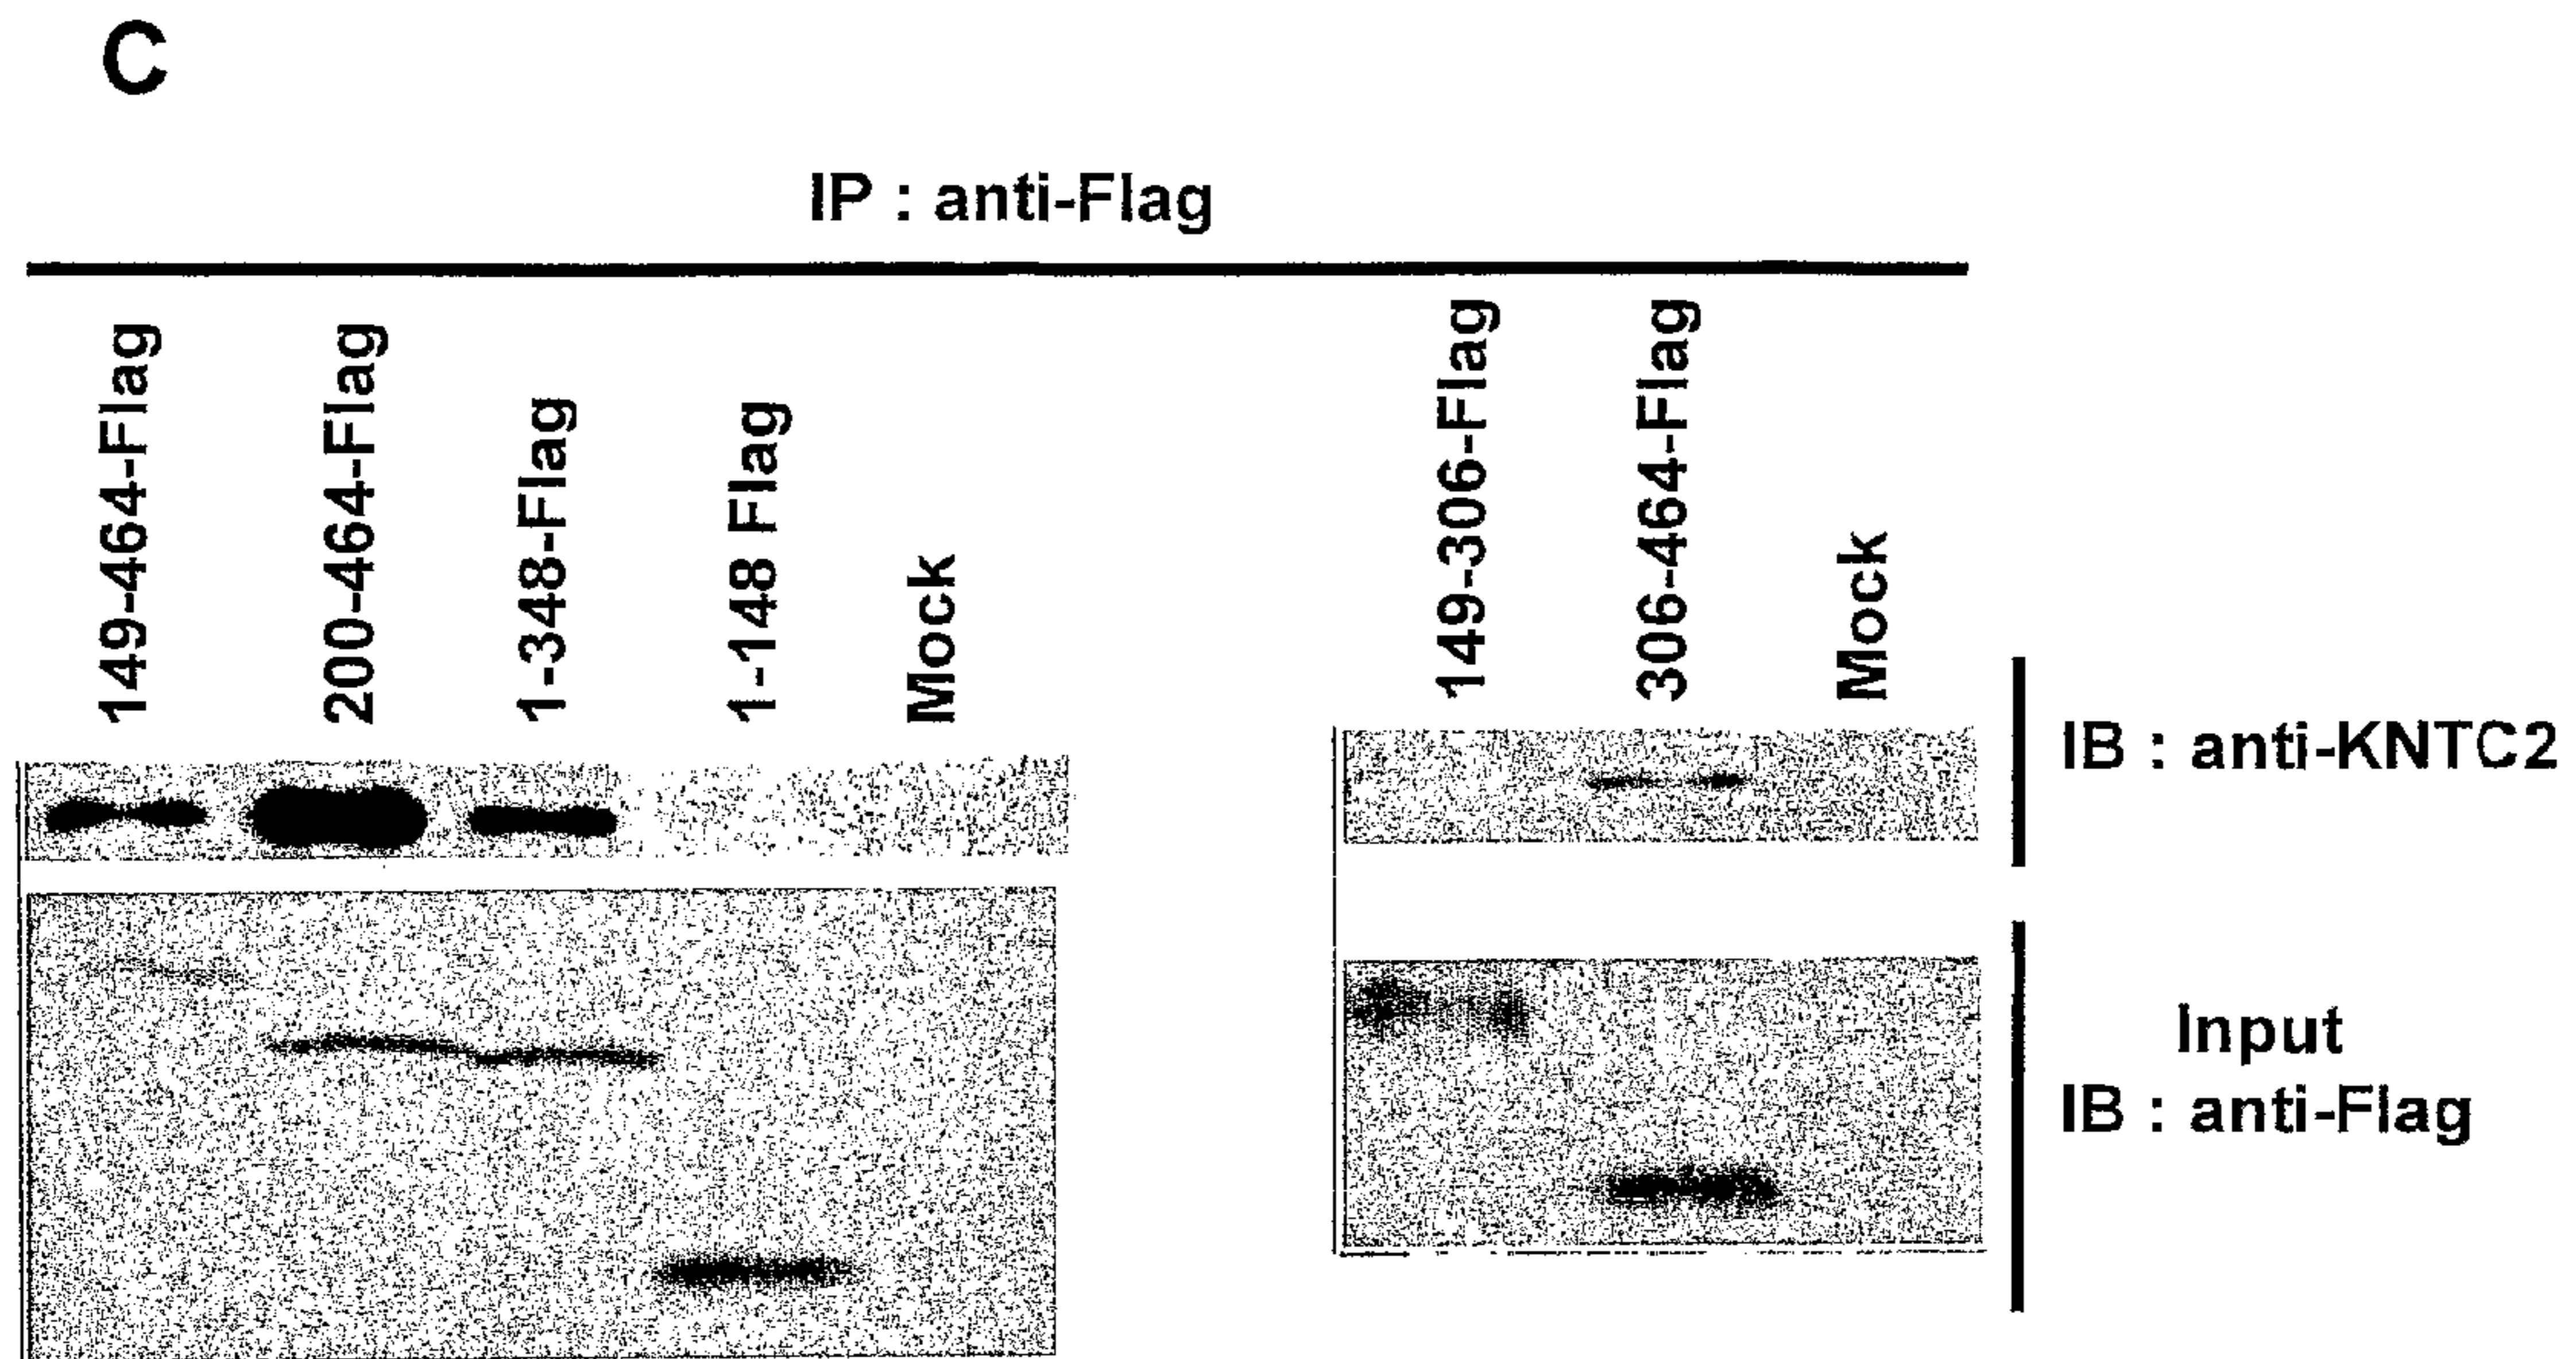 C
IP : anti-Flag
149-464-Flag
200-464-Flag
1-348-Flag
1-148 Flag
Mock
149-306-Flag
306-464-Flag
Mock
IB : anti-KNTC2
Input
IB : anti-Flag